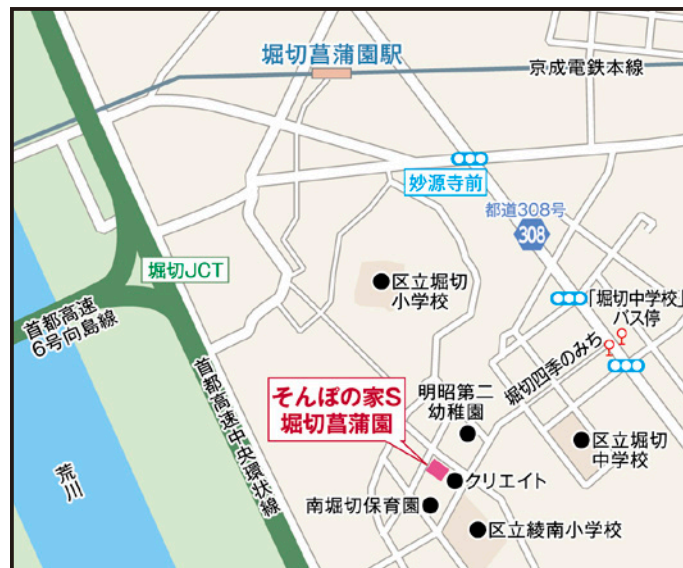 堀切菖蒲園駅
京成電鉄本線
妙源寺前
都道308号
308
堀切JCT
区立堀切
小学校
「堀切中学校」
バス停
首都高速
6号向島線
堀切四季のみち
首都高速中央環状線
そんぽの家S
堀切菖蒲園
明昭第二
幼稚園
区立堀切
中学校
荒川
クリエイト
南堀切保育園
区立綾南小学校